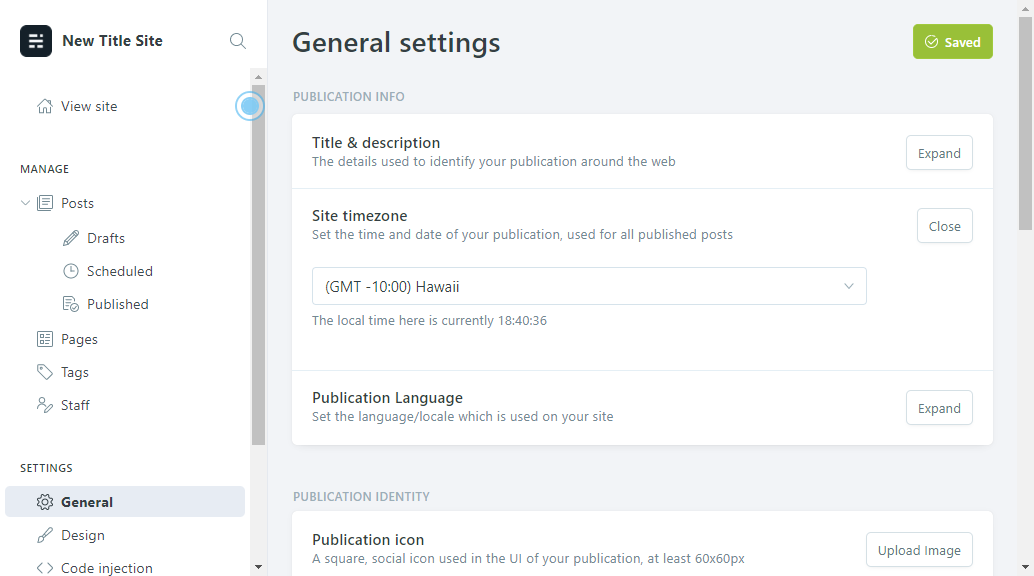 New Title Site
View site
MANAGE
Posts
Drafts
Scheduled
Published
Pages
Tags
Staff
SETTINGS
General
Design
Code injection
General settings
Saved
PUBLICATION INFO
Title & description
The details used to identify your publication around the web
Expand
Site timezone
Set the time and date of your publication, used for all published posts
Close
(GMT -10:00) Hawaii
The local time here is currently 18:40:36
Publication Language
Set the language/locale which is used on your site
Expand
PUBLICATION IDENTITY
Publication icon
A square, social icon used in the UI of your publication, at least 60x60px
Upload Image